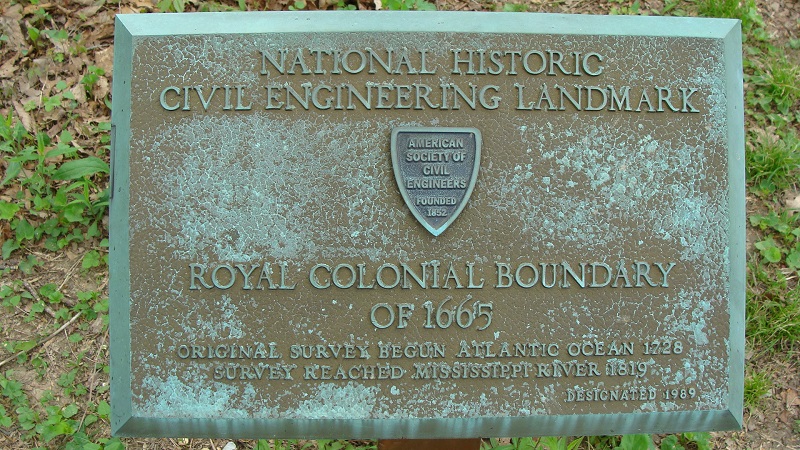 NATIONAL HISTORIC
CIVIL ENGINEERING LANDMARK
AMERICAN
SOCIETY OF
CIVIL
ENGINEERS
FOUNDED
1852
ROYAL COLONIAL BOUNDARY
OF 1665
ORIGINAL SURVEY BEGUN ATLANTIC OCEAN 1728
SURVEY REACHED MISSISSIPPI RIVER 1819
DESIGNATED 1989